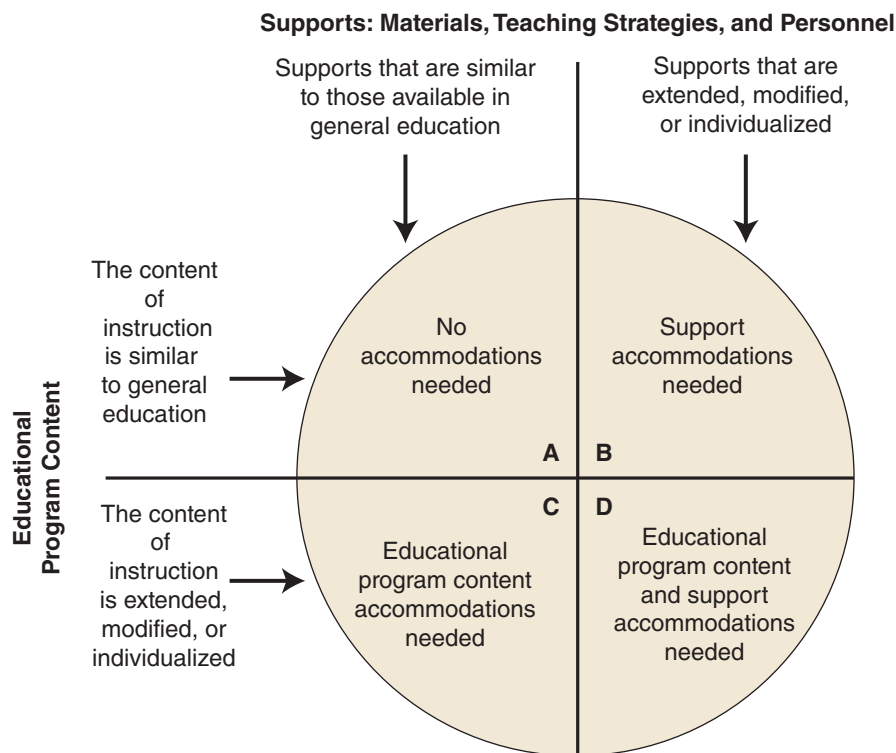 Supports: Materials, Teaching Strategies, and Personnel
Supports that are similar
to those available in
general education
Supports that are
extended, modified,
or individualized
Educational
Program Content
The content
of
instruction
is similar
to general
education
No
accommodations
needed
Support
accommodations
needed
A
B
The content
of
instruction
is extended,
modified, or
individualized
C
D
Educational
program content
accommodations
needed
Educational
program content
and support
accommodations
needed